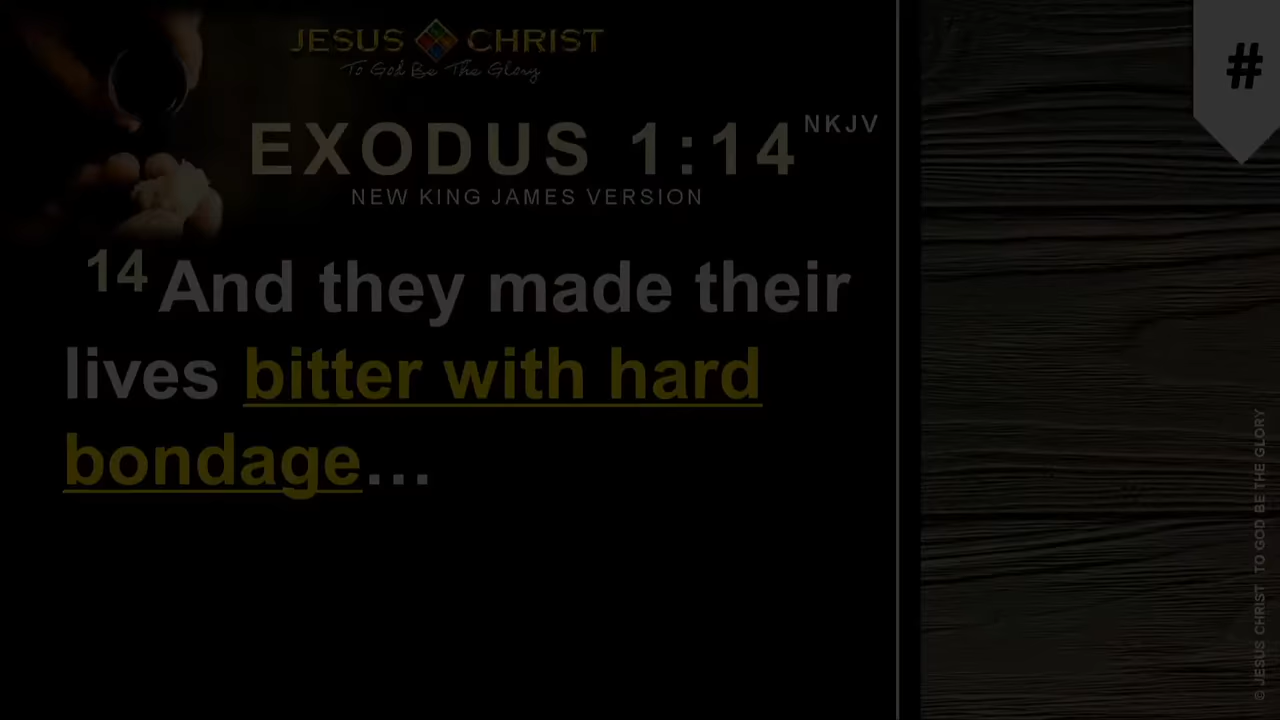 JESUS CHRIST
To God Be The Glory
#
EXODUS 1:14 NKJV
NEW KING JAMES VERSION
14 And they made their
lives bitter with hard
bondage...
© JESUS CHRIST TO GOD BE THE GLORY